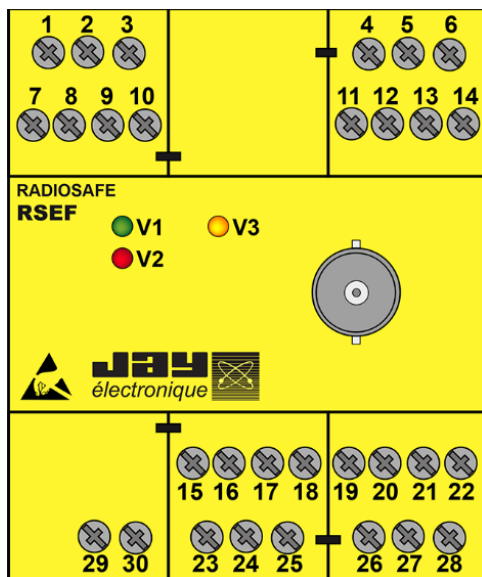 1 2 3 4 5 6
7 8 9 10 11 12 13 14
RADIOSAFE
RSEF
V1 V3
V2
Jay
électronique
15 16 17 18 19 20 21 22
29 30 23 24 25 26 27 28